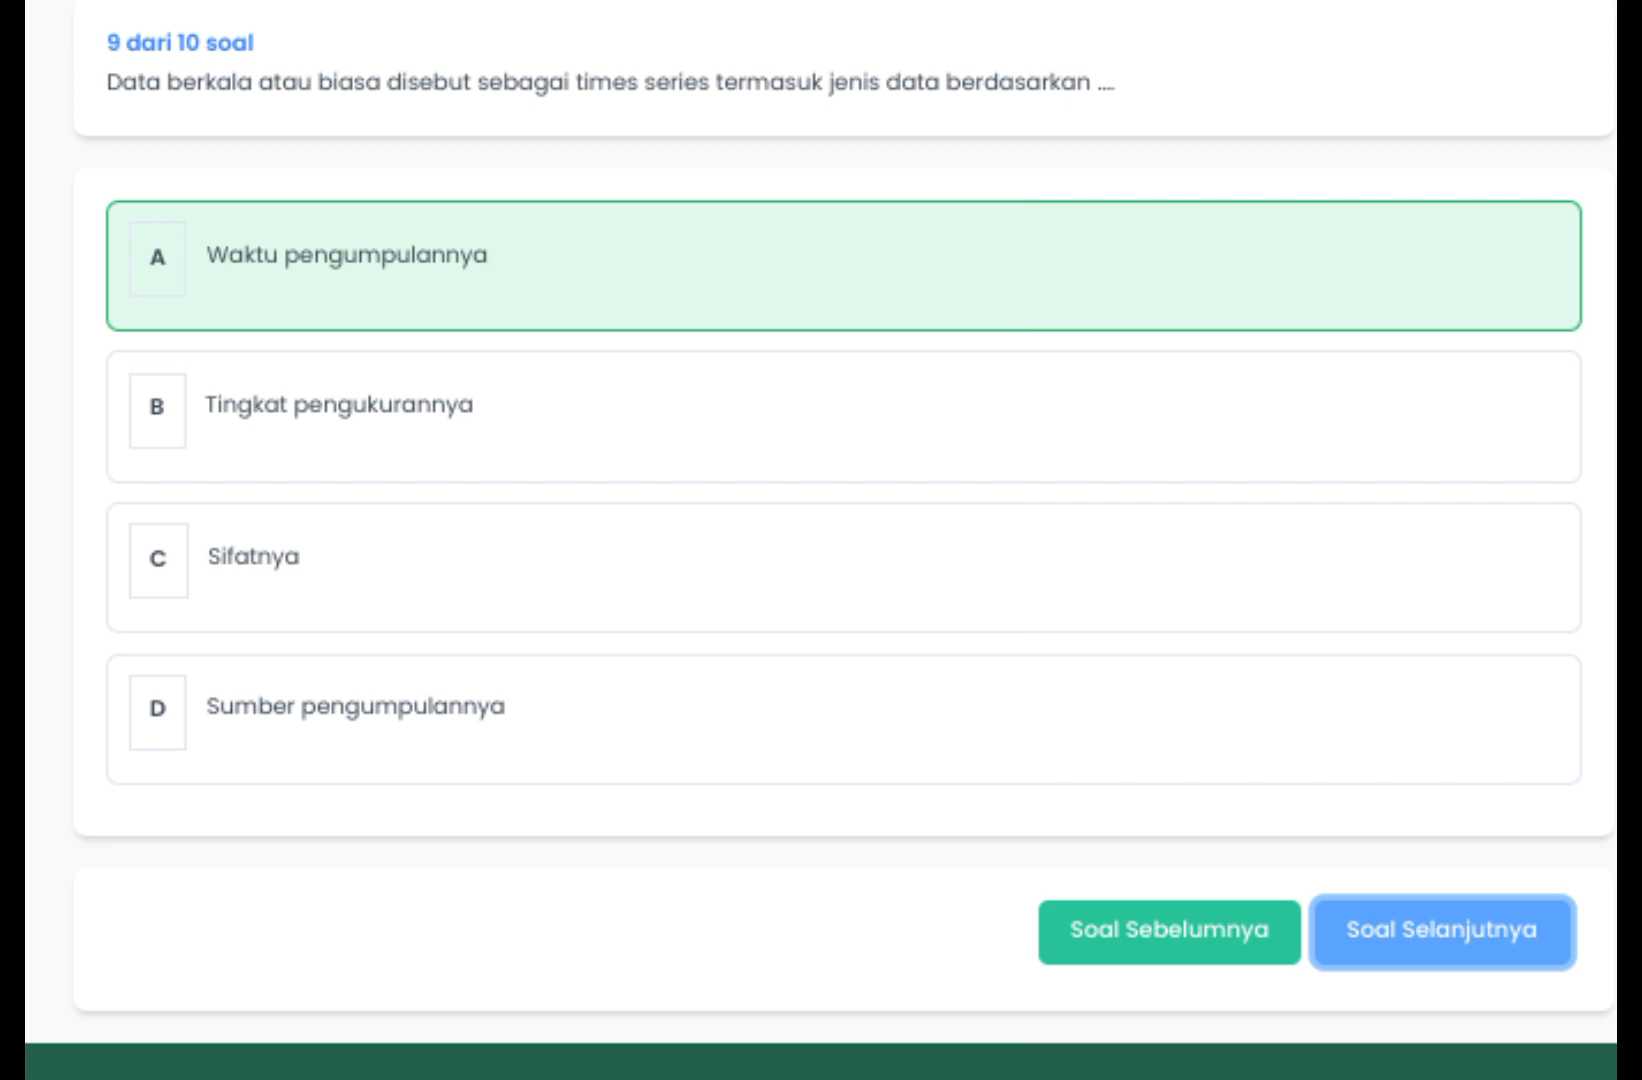 9 dari 10 soal
Data berkala atau biasa disebut sebagai times series termasuk jenis data berdasarkan ....
A Waktu pengumpulannya
B Tingkat pengukurannya
C Sifatnya
D Sumber pengumpulannya
Soal Sebelumnya Soal Selanjutnya